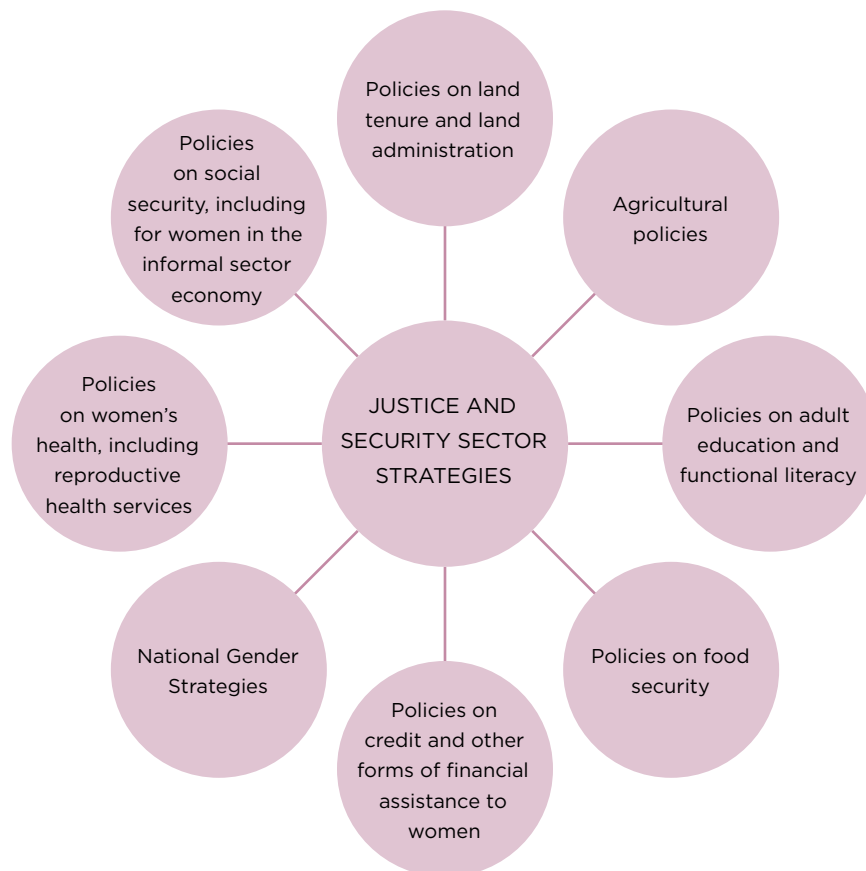 Policies on land
tenure and land
administration
Agricultural
policies
Policies on adult
education and
functional literacy
Policies on food
security
Policies on
credit and other
forms of financial
assistance to
women
National Gender
Strategies
Policies
on women’s
health, including
reproductive
health services
Policies
on social
security, including
for women in the
informal sector
economy
JUSTICE AND
SECURITY SECTOR
STRATEGIES